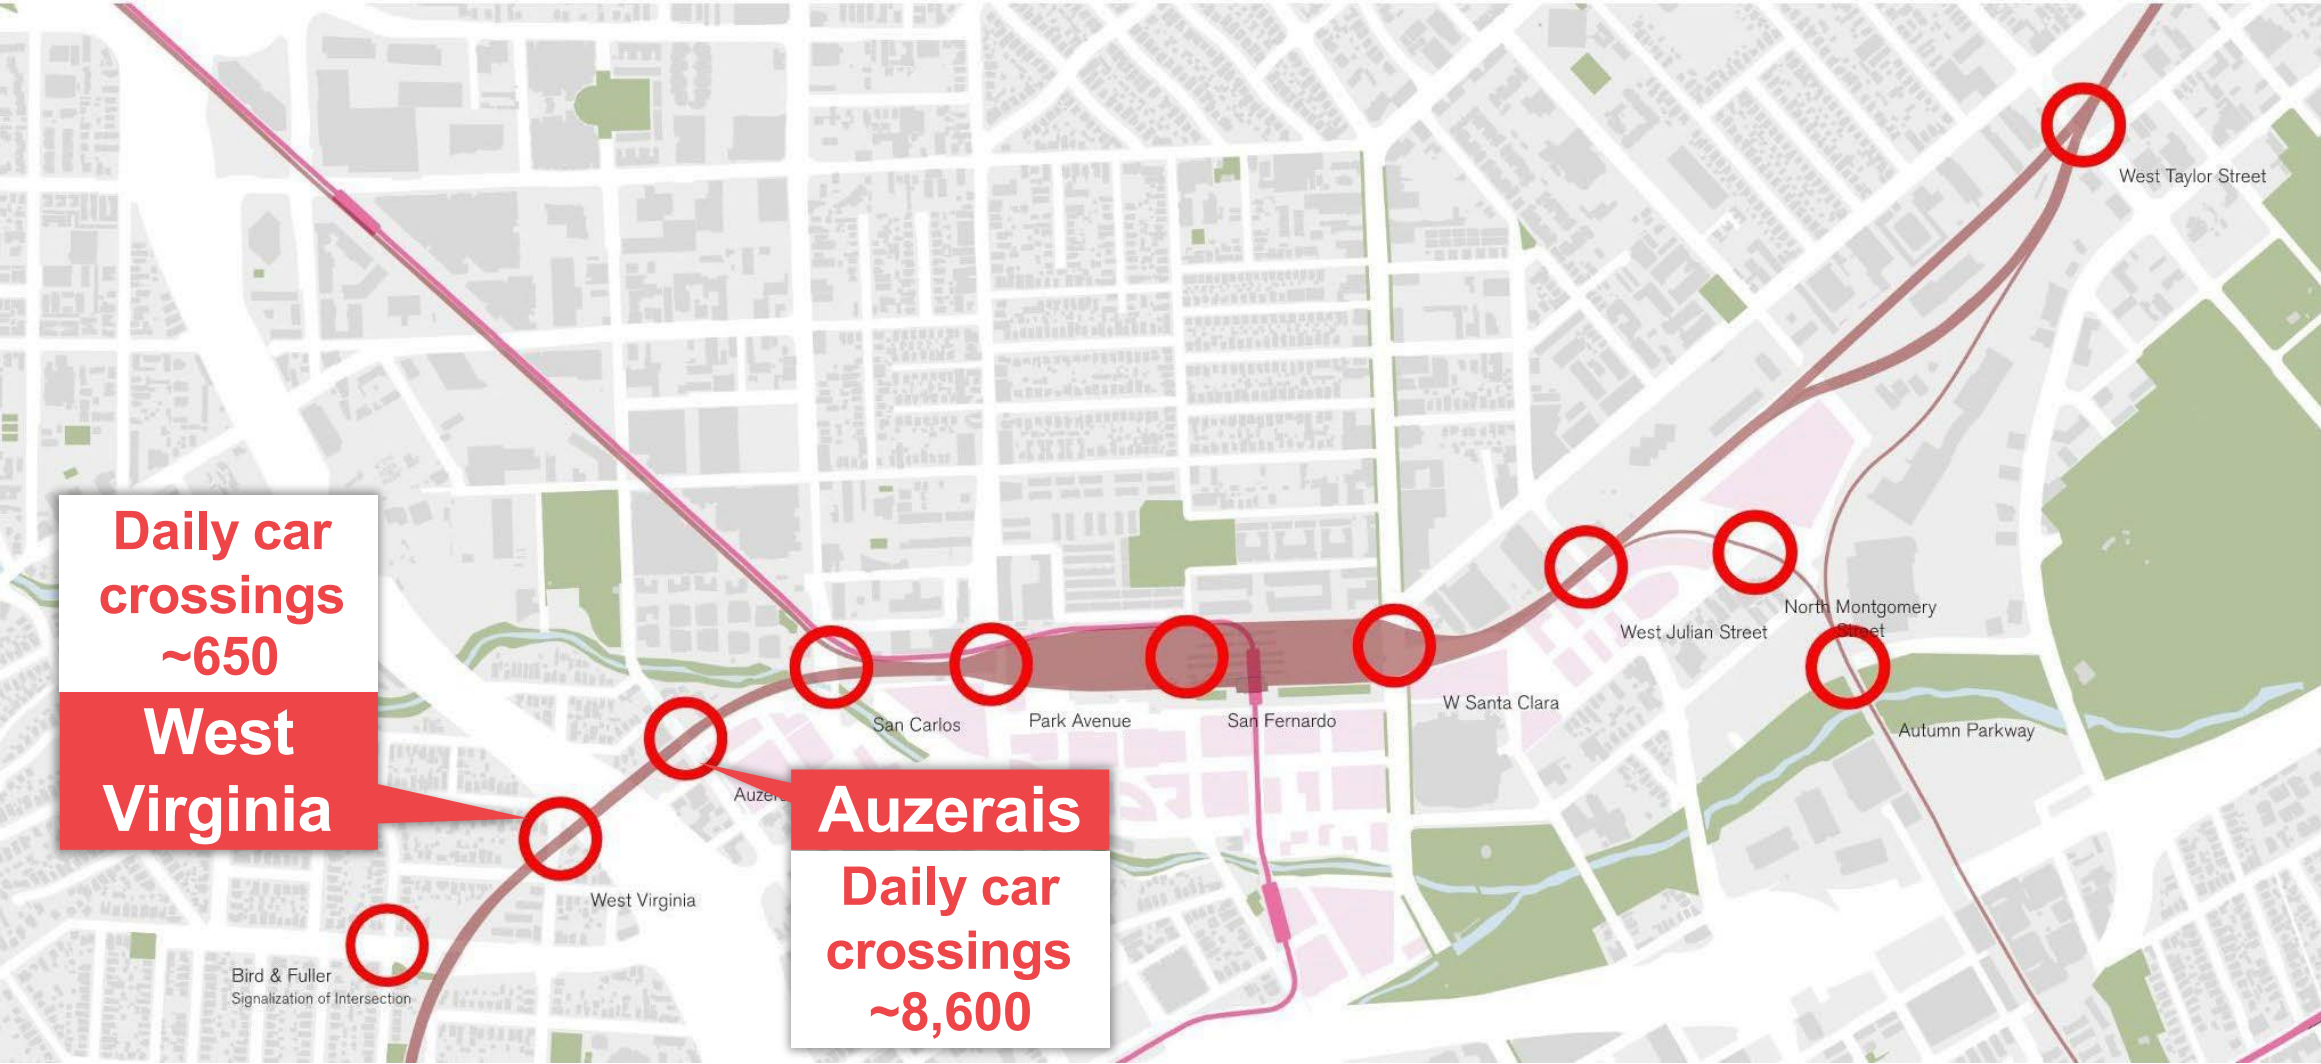 West Taylor Street
Daily car
crossings
~650
West
Virginia
North Montgomery
Street
West Julian Street
W Santa Clara
San Fernando
Park Avenue
San Carlos
Autumn Parkway
Auzerais
Daily car
crossings
~8,600
West Virginia
Bird & Fuller
Signalization of Intersection